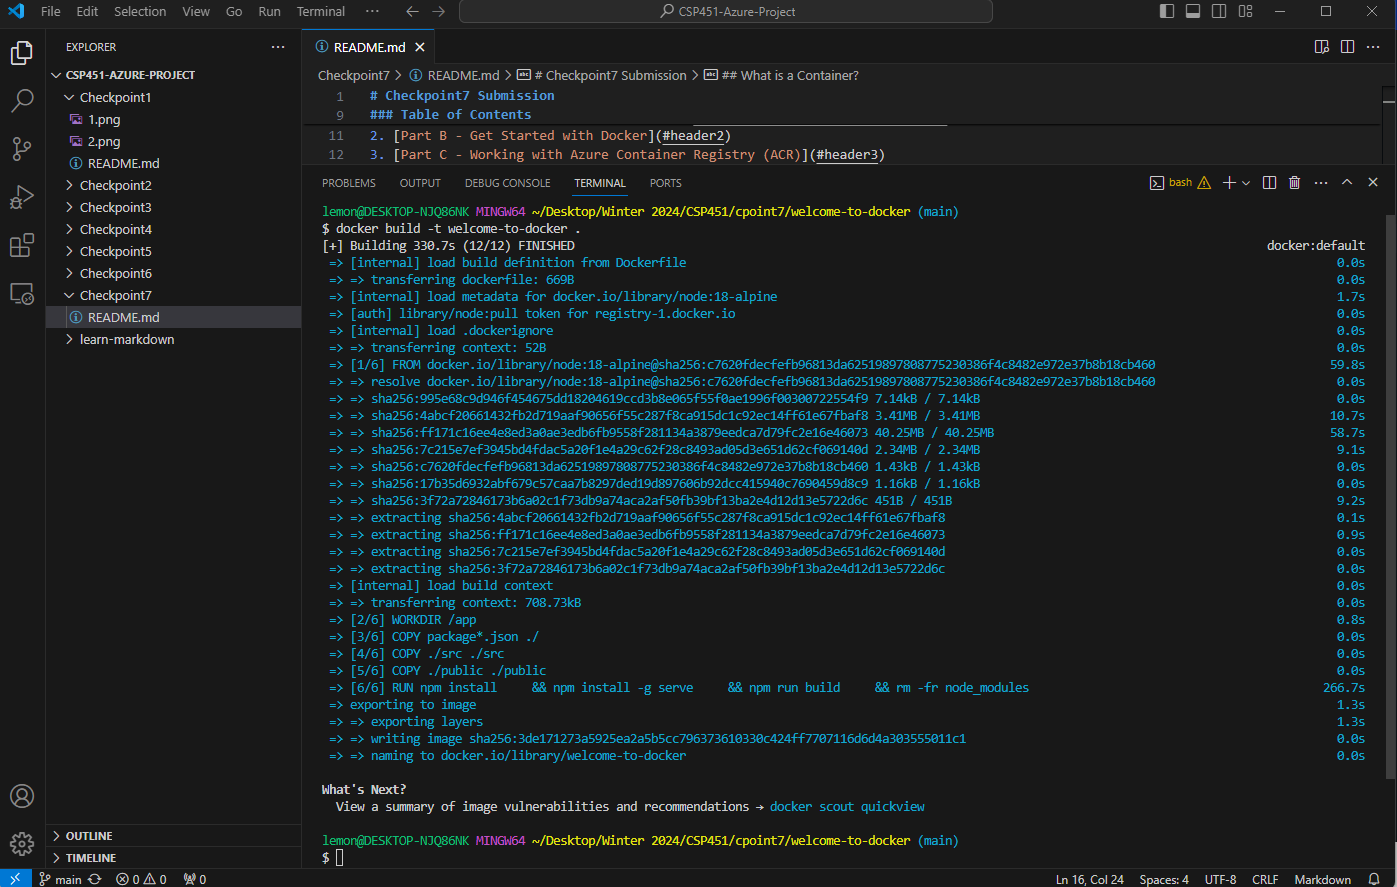 File Edit Selection View Go Run Terminal ··· CSP451-Azure-Project
EXPLORER ···
CSP451-AZURE-PROJECT
Checkpoint1
1.png
2.png
README.md
Checkpoint2
Checkpoint3
Checkpoint4
Checkpoint5
Checkpoint6
Checkpoint7
README.md
learn-markdown
OUTLINE
TIMELINE
README.md
Checkpoint7 > README.md > # Checkpoint7 Submission > ## What is a Container?
1 # Checkpoint7 Submission
9 ### Table of Contents
11 2. [Part B - Get Started with Docker](#header2)
12 3. [Part C - Working with Azure Container Registry (ACR)](#header3)
PROBLEMS OUTPUT DEBUG CONSOLE TERMINAL PORTS bash
lemon@DESKTOP-NJQ86NK MINGW64 ~/Desktop/Winter 2024/CSP451/cpoint7/welcome-to-docker (main)
$ docker build -t welcome-to-docker .
[+] Building 330.7s (12/12) FINISHED docker:default
=> [internal] load build definition from Dockerfile 0.0s
=> => transferring dockerfile: 669B 0.0s
=> [internal] load metadata for docker.io/library/node:18-alpine 1.7s
=> [auth] library/node:pull token for registry-1.docker.io 0.0s
=> [internal] load .dockerignore 0.0s
=> => transferring context: 52B 0.0s
=> [1/6] FROM docker.io/library/node:18-alpine@sha256:c7620fdecfefb96813da62519897808775230386f4c8482e972e37b8b18cb460 59.8s
=> => resolve docker.io/library/node:18-alpine@sha256:c7620fdecfefb96813da62519897808775230386f4c8482e972e37b8b18cb460 0.0s
=> => sha256:995e68c9d946f454675dd18204619ccd3b8e065f55f0ae1996f00300722554f9 7.14kB / 7.14kB 0.0s
=> => sha256:4abcf20661432fb2d719aaf90656f55c287f8ca915dc1c92ec14ff61e67fbaf8 3.41MB / 3.41MB 10.7s
=> => sha256:ff171c16ee4e8ed3a0ae3edb6fb9558f281134a3879eedca7d79fc2e16e46073 40.25MB / 40.25MB 58.7s
=> => sha256:7c215e7ef3945bd4fdac5a20f1e4a29c62f28c8493ad05d3e651d62cf069140d 2.34MB / 2.34MB 9.1s
=> => sha256:c7620fdecfefb96813da62519897808775230386f4c8482e972e37b8b18cb460 1.43kB / 1.43kB 0.0s
=> => sha256:17b35d6932abf679c57caa7b8297ded19d897606b92dcc415940c7690459d8c9 1.16kB / 1.16kB 0.0s
=> => sha256:3f72a72846173b6a02c1f73db9a74aca2af50fb39bf13ba2e4d12d13e5722d6c 451B / 451B 9.2s
=> => extracting sha256:4abcf20661432fb2d719aaf90656f55c287f8ca915dc1c92ec14ff61e67fbaf8 0.1s
=> => extracting sha256:ff171c16ee4e8ed3a0ae3edb6fb9558f281134a3879eedca7d79fc2e16e46073 0.9s
=> => extracting sha256:7c215e7ef3945bd4fdac5a20f1e4a29c62f28c8493ad05d3e651d62cf069140d 0.0s
=> => extracting sha256:3f72a72846173b6a02c1f73db9a74aca2af50fb39bf13ba2e4d12d13e5722d6c 0.0s
=> [internal] load build context 0.0s
=> => transferring context: 708.73kB 0.0s
=> [2/6] WORKDIR /app 0.8s
=> [3/6] COPY package*.json ./ 0.0s
=> [4/6] COPY ./src ./src 0.0s
=> [5/6] COPY ./public ./public 0.0s
=> [6/6] RUN npm install && npm install -g serve && npm run build && rm -fr node_modules 266.7s
=> exporting to image 1.3s
=> => exporting layers 1.3s
=> => writing image sha256:3de171273a5925ea2a5b5cc796373610330c424ff7707116d6d4a303555011c1 0.0s
=> => naming to docker.io/library/welcome-to-docker 0.0s
What's Next?
View a summary of image vulnerabilities and recommendations → docker scout quickview
lemon@DESKTOP-NJQ86NK MINGW64 ~/Desktop/Winter 2024/CSP451/cpoint7/welcome-to-docker (main)
$
main 0 0 0 Ln 16, Col 24 Spaces: 4 UTF-8 CRLF Markdown